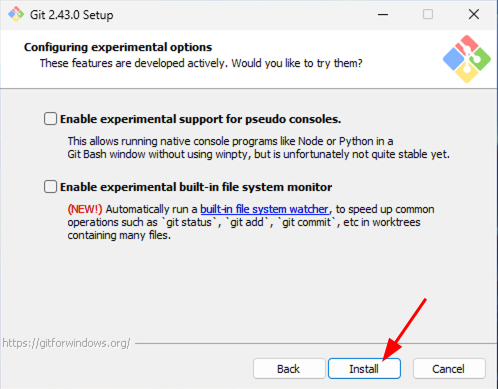 Git 2.43.0 Setup
Configuring experimental options
These features are developed actively. Would you like to try them?
Enable experimental support for pseudo consoles.
This allows running native console programs like Node or Python in a
Git Bash window without using winpty, but is unfortunately not quite stable yet.
Enable experimental built-in file system monitor
(NEW!) Automatically run a built-in file system watcher, to speed up common
operations such as `git status`, `git add`, `git commit`, etc in worktrees
containing many files.
https://gitforwindows.org/
Back Install Cancel